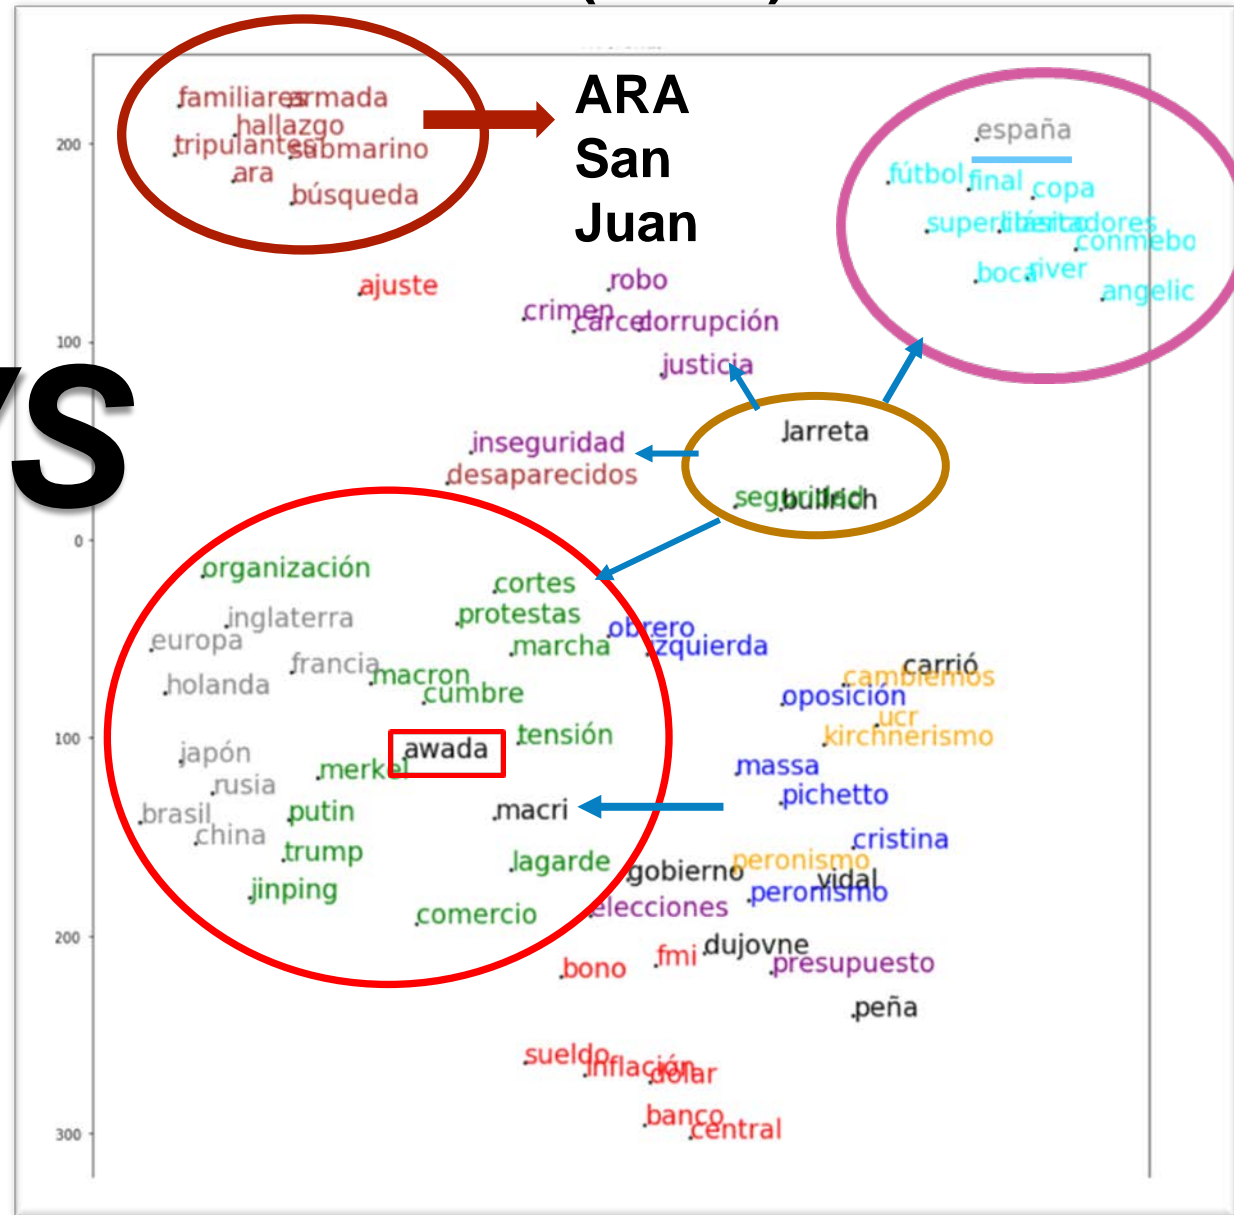 ARA
San
Juan
VS
familiares
armada
hallazgo
tripulantes
submarino
ara
búsqueda
españa
fútbol
final
copa
superclásico
libertadores
conmebo
boca
river
angelic
ajuste
robo
crimen
carcel
corrupción
justicia
Jarreta
inseguridad
desaparecidos
seguridad
bullrich
organización
cortes
inglaterra
protestas
obrero
europa
marcha
izquierda
francia
carrió
macron
cambiemos
holanda
cumbre
oposición
ucr
awada
tensión
kirchnerismo
japón
merkel
massa
rusia
macri
pichetto
brasil
putin
china
cristina
trump
lagarde
peronismo
gobierno
vidal
jinping
peronismo
comercio
elecciones
dujovne
fmi
bono
presupuesto
peña
sueldo
inflación
dólar
banco
central
200
100
0
100
200
300